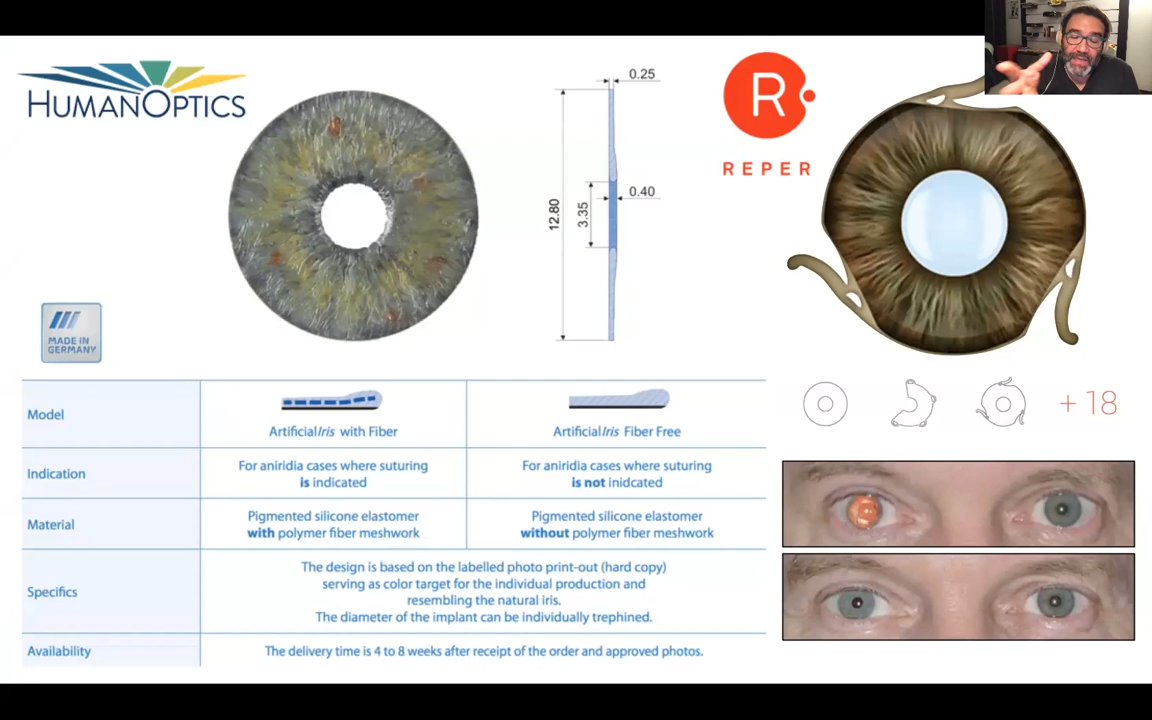 HUMANOPTICS
MADE IN
GERMANY
0.25
0.40
12.80
3.35
R
REPER
+18
Model
ArtificialIris with Fiber
ArtificialIris Fiber Free
Indication
For aniridia cases where suturing
is indicated
For aniridia cases where suturing
is not inidcated
Material
Pigmented silicone elastomer
with polymer fiber meshwork
Pigmented silicone elastomer
without polymer fiber meshwork
Specifics
The design is based on the labelled photo print-out (hard copy)
serving as color target for the individual production and
resembling the natural iris.
The diameter of the implant can be individually trephined.
Availability
The delivery time is 4 to 8 weeks after receipt of the order and approved photos.